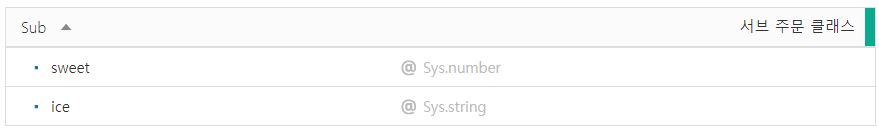 Sub 서브 주문 클래스
sweet @ Sys.number
ice @ Sys.string